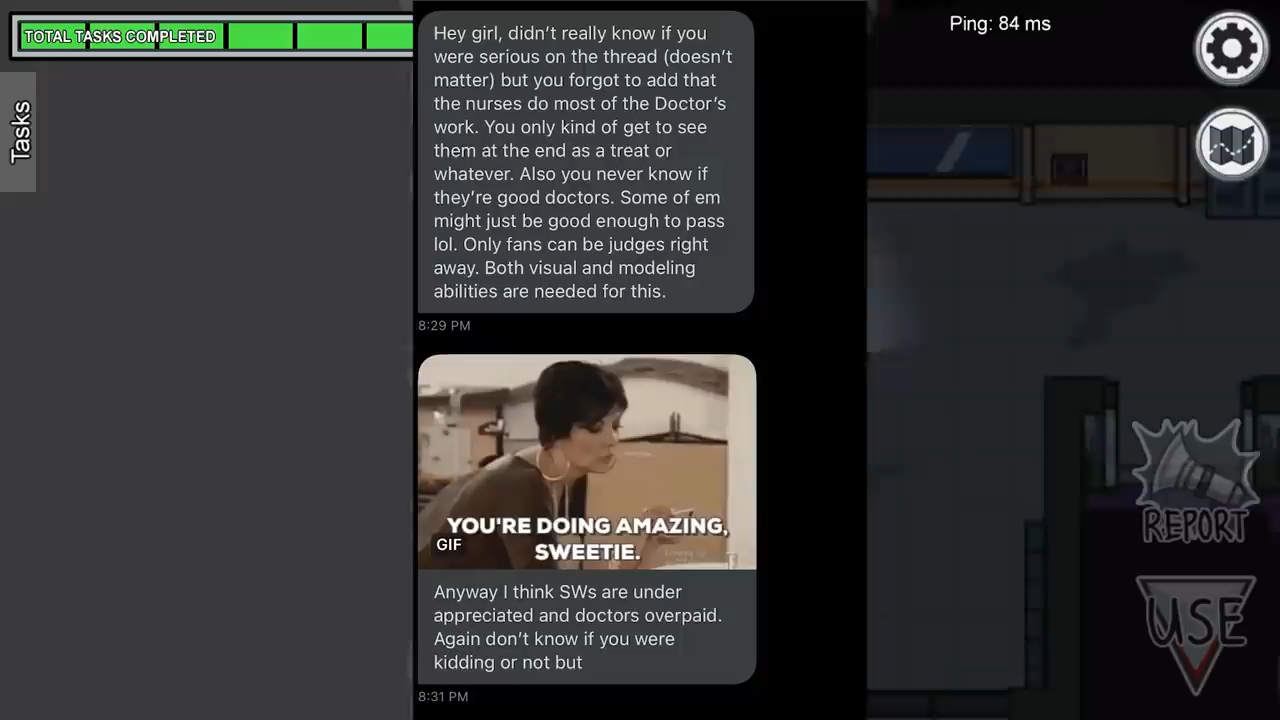 TOTAL TASKS COMPLETED
Tasks
Hey girl, didn’t really know if you
were serious on the thread (doesn’t
matter) but you forgot to add that
the nurses do most of the Doctor’s
work. You only kind of get to see
them at the end as a treat or
whatever. Also you never know if
they’re good doctors. Some of em
might just be good enough to pass
lol. Only fans can be judges right
away. Both visual and modeling
abilities are needed for this.
8:29 PM
YOU'RE DOING AMAZING,
SWEETIE.
GIF
Anyway I think SWs are under
appreciated and doctors overpaid.
Again don’t know if you were
kidding or not but
8:31 PM
Ping: 84 ms
REPORT
USE